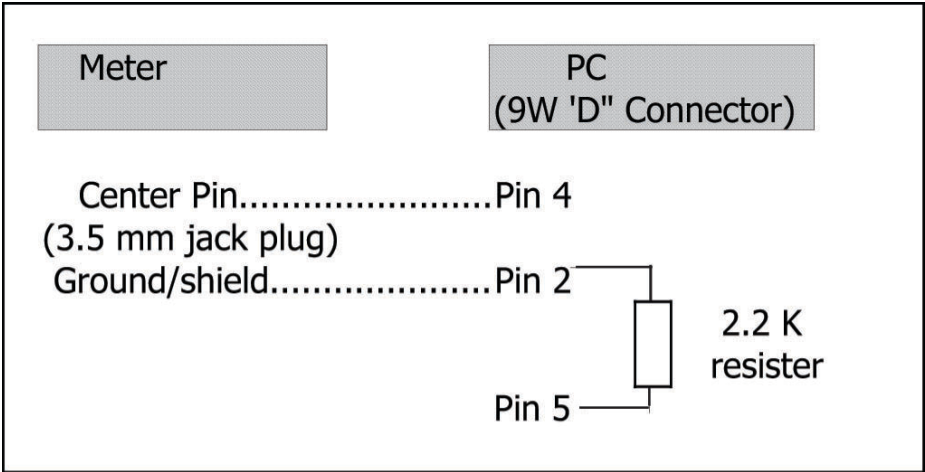 Meter
PC
(9W 'D" Connector)
Center Pin........................Pin 4
(3.5 mm jack plug)
Ground/shield.....................Pin 2
2.2 K
resister
Pin 5